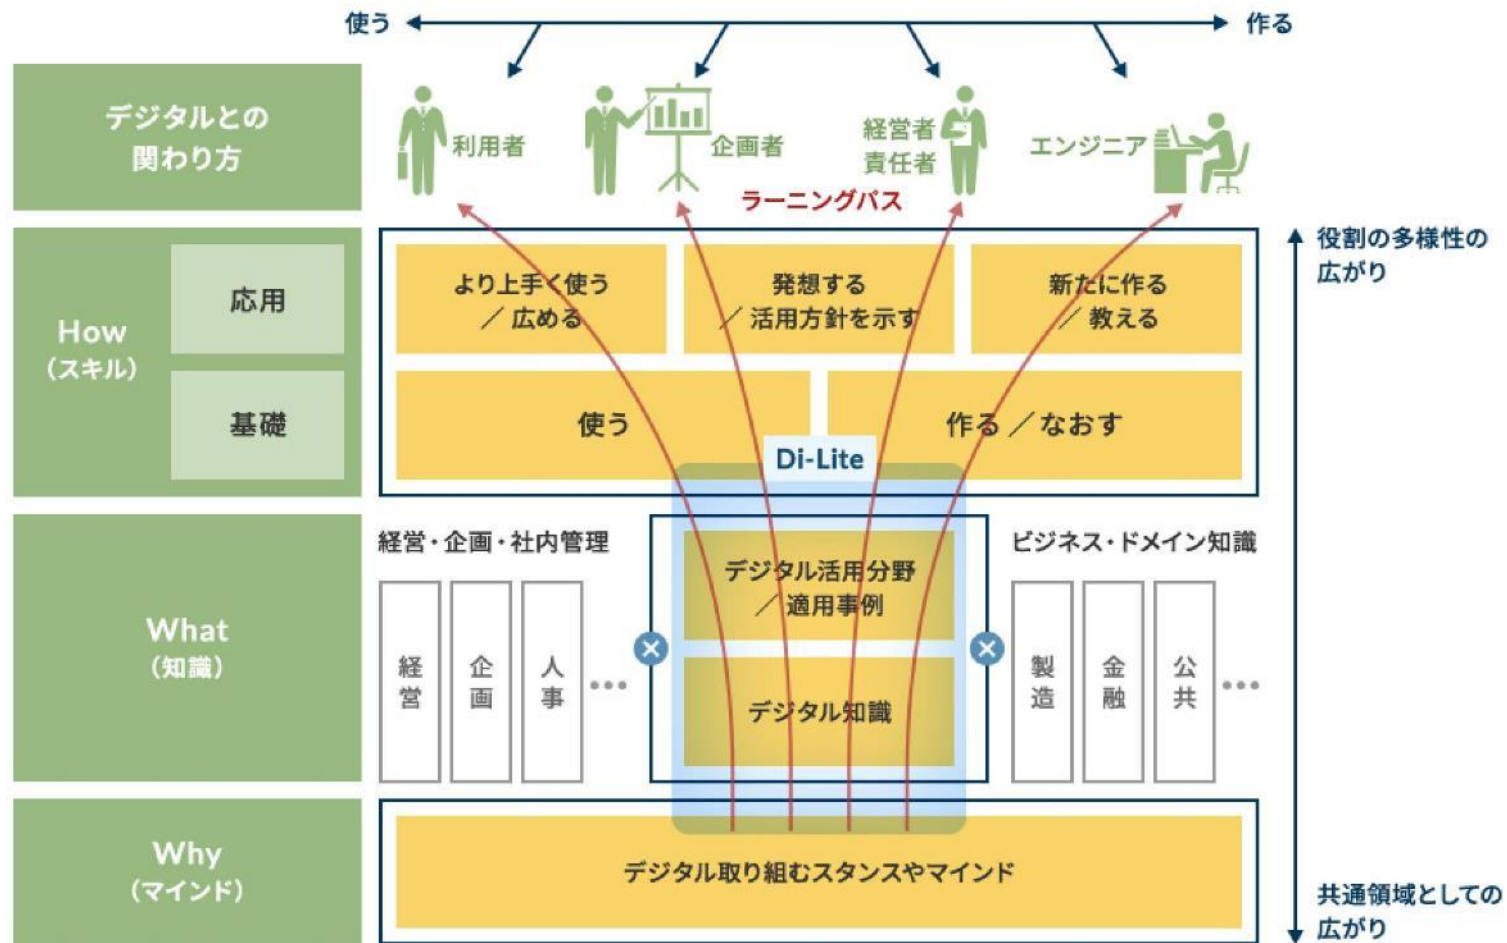 使う
作る
デジタルとの
関わり方
利用者
企画者
経営者
責任者
エンジニア
ラーニングパス
How
(スキル)
応用
基礎
より上手く使う
／広める
発想する
／活用方針を示す
新たに作る
／教える
使う
作る／なおす
Di-Lite
役割の多様性の
広がり
What
(知識)
経営・企画・社内管理
経営
企画
人事
•••
デジタル活用分野
／適用事例
デジタル知識
ビジネス・ドメイン知識
製造
金融
公共
•••
Why
(マインド)
デジタル取り組むスタンスやマインド
共通領域としての
広がり